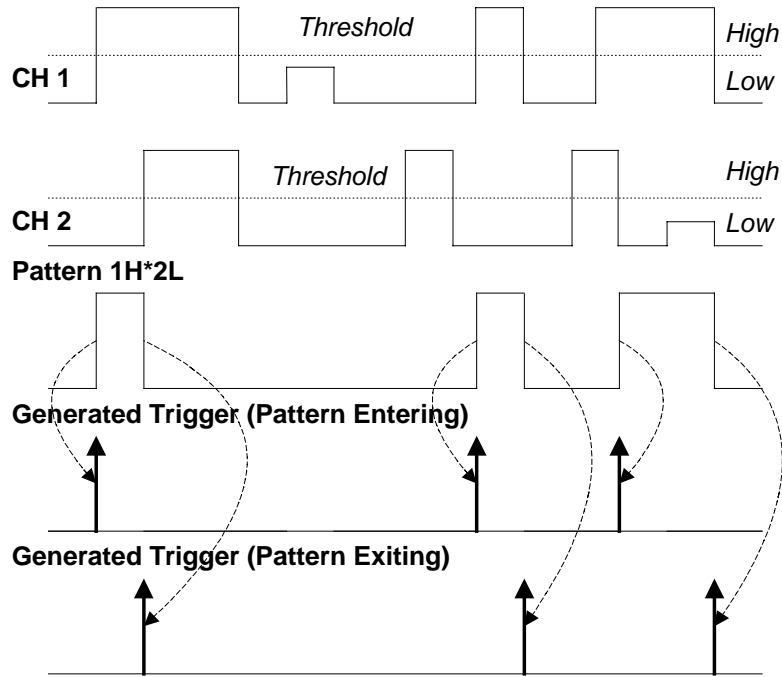 Threshold
High
CH 1
Low
Threshold
High
CH 2
Low
Pattern 1H*2L
Generated Trigger (Pattern Entering)
Generated Trigger (Pattern Exiting)